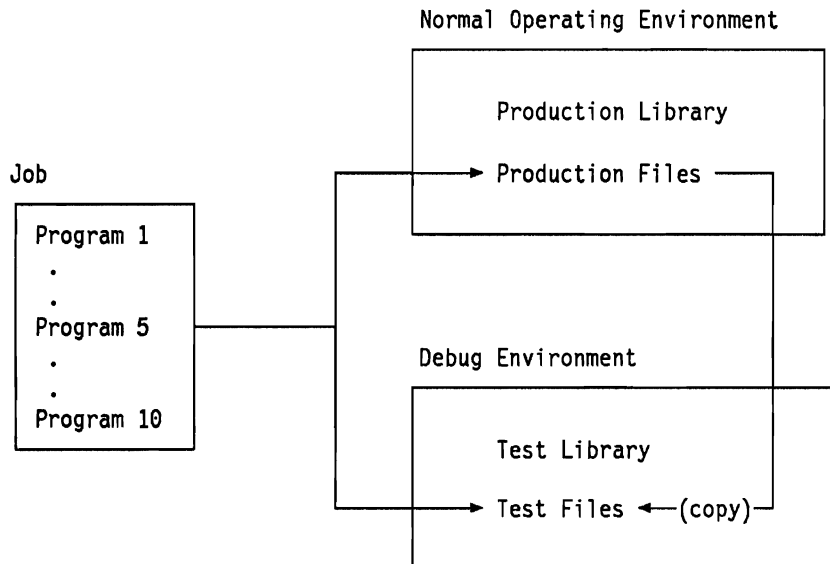 Normal Operating Environment
Production Library
Production Files
Job
Program 1
.
.
Program 5
.
.
Program 10
Debug Environment
Test Library
Test Files
(copy)